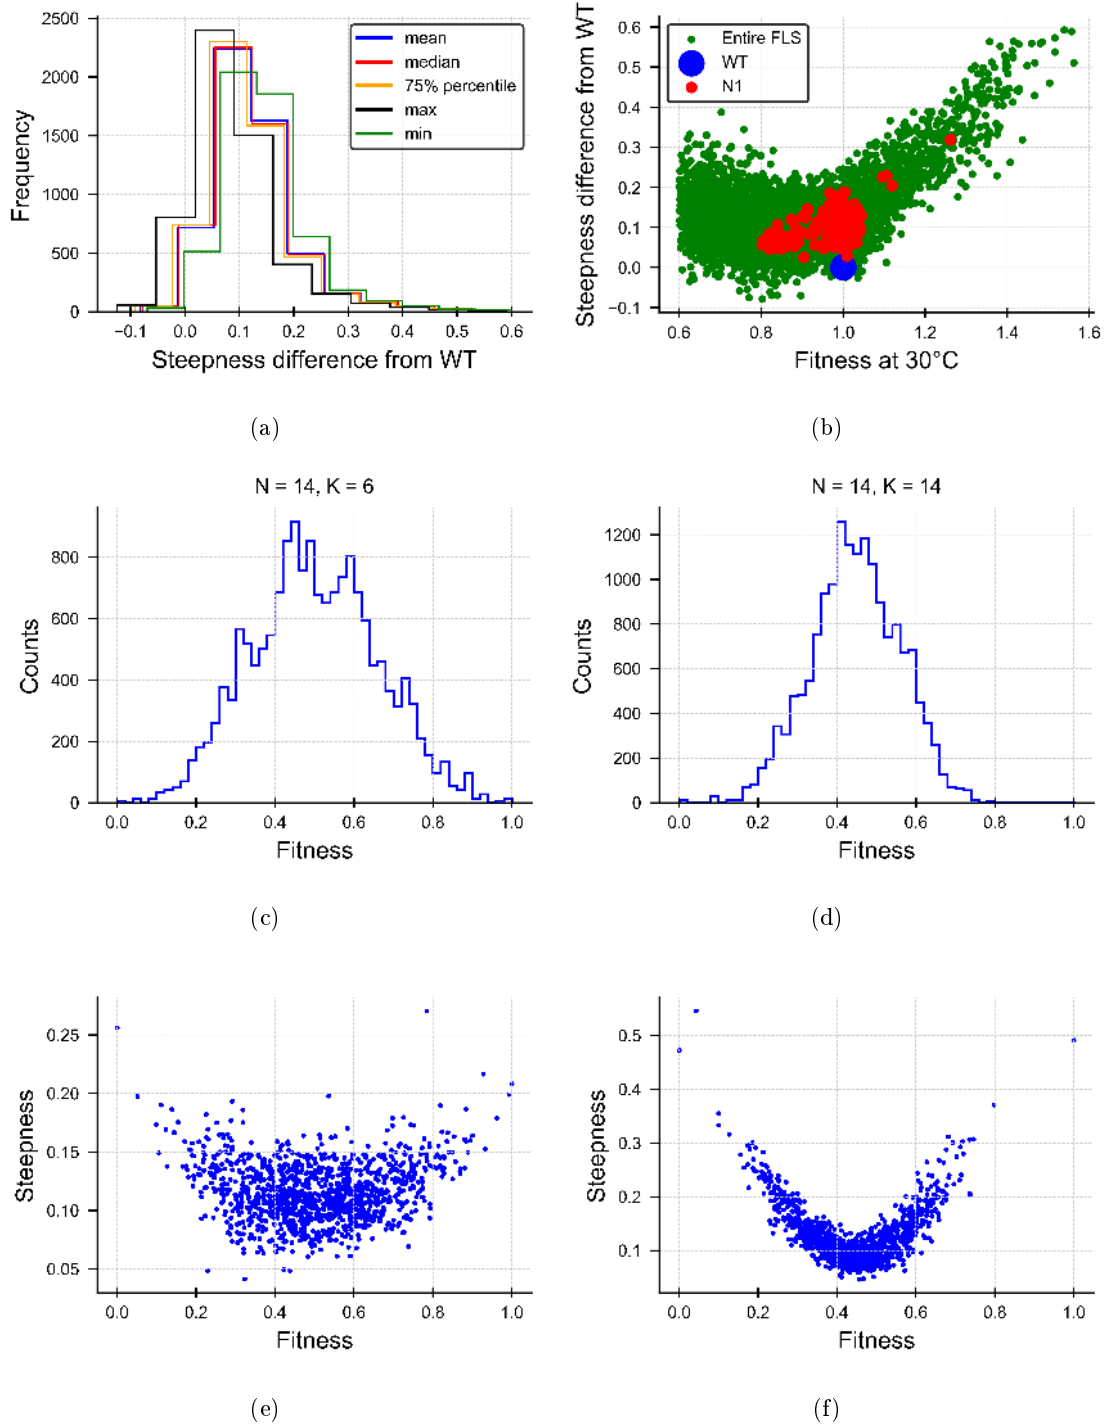 2500
2000
1500
1000
500
0
Frequency
mean
median
75% percentile
max
min
−0.1
0.0
0.1
0.2
0.3
0.4
0.5
0.6
Steepness difference from WT
(a)
0.6
0.5
0.4
0.3
0.2
0.1
0.0
−0.1
Steepness difference from WT
Entire FLS
WT
N1
0.6
0.8
1.0
1.2
1.4
1.6
Fitness at 30°C
(b)
N = 14, K = 6
800
600
400
200
0
Counts
0.0
0.2
0.4
0.6
0.8
1.0
Fitness
(c)
N = 14, K = 14
1200
1000
800
600
400
200
0
Counts
0.0
0.2
0.4
0.6
0.8
1.0
Fitness
(d)
0.25
0.20
0.15
0.10
0.05
Steepness
0.0
0.2
0.4
0.6
0.8
1.0
Fitness
(e)
0.5
0.4
0.3
0.2
0.1
Steepness
0.0
0.2
0.4
0.6
0.8
1.0
Fitness
(f)